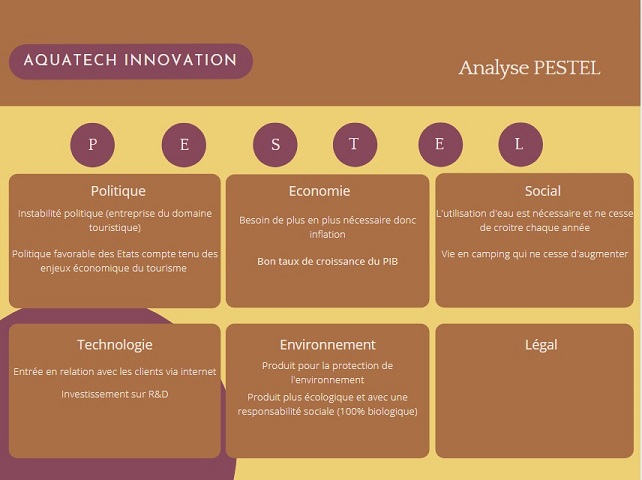 AQUATECH INNOVATION
Analyse PESTEL
P E S T E L
Politique
Instabilité politique (entreprise du domaine
touristique)
Politique favorable des Etats compte tenu des
enjeux économique du tourisme
Economie
Besoin de plus en plus nécessaire donc
inflation
Bon taux de croissance du PIB
Social
L'utilisation d'eau est nécessaire et ne cesse
de croitre chaque année
Vie en camping qui ne cesse d'augmenter
Technologie
Entrée en relation avec les clients via internet
Investissement sur R&D
Environnement
Produit pour la protection de
l'environnement
Produit plus écologique et avec une
responsabilité sociale (100% biologique)
Légal